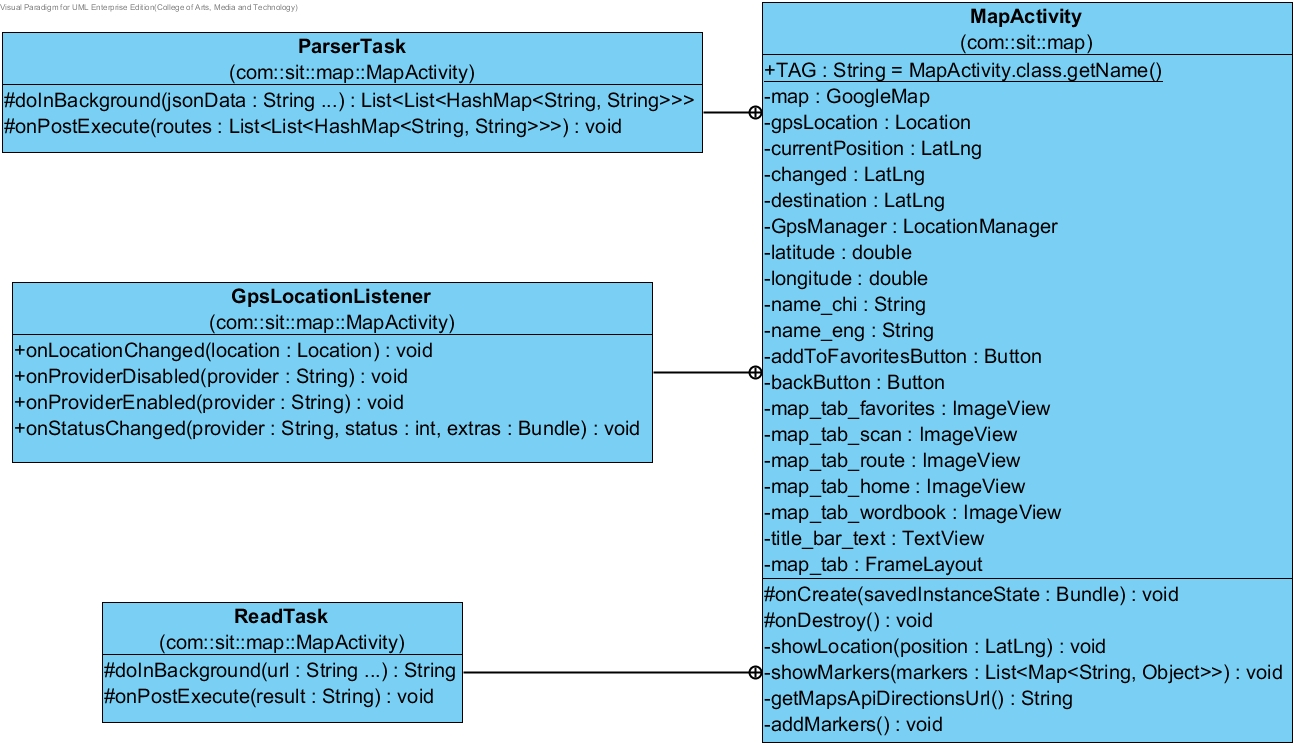 Visual Paradigm for UML Enterprise Edition(College of Arts, Media and Technology)
ParserTask
(com::sit::map::MapActivity)
#doInBackground(jsonData : String ...) : List<List<HashMap<String, String>>>
#onPostExecute(routes : List<List<HashMap<String, String>>>) : void
GpsLocationListener
(com::sit::map::MapActivity)
+onLocationChanged(location : Location) : void
+onProviderDisabled(provider : String) : void
+onProviderEnabled(provider : String) : void
+onStatusChanged(provider : String, status : int, extras : Bundle) : void
ReadTask
(com::sit::map::MapActivity)
#doInBackground(url : String ...) : String
#onPostExecute(result : String) : void
MapActivity
(com::sit::map)
+TAG : String = MapActivity.class.getName()
-map : GoogleMap
-gpsLocation : Location
-currentPosition : LatLng
-changed : LatLng
-destination : LatLng
-GpsManager : LocationManager
-latitude : double
-longitude : double
-name_chi : String
-name_eng : String
-addToFavoritesButton : Button
-backButton : Button
-map_tab_favorites : ImageView
-map_tab_scan : ImageView
-map_tab_route : ImageView
-map_tab_home : ImageView
-map_tab_wordbook : ImageView
-title_bar_text : TextView
-map_tab : FrameLayout
#onCreate(savedInstanceState : Bundle) : void
#onDestroy() : void
-showLocation(position : LatLng) : void
-showMarkers(markers : List<Map<String, Object>>) : void
-getMapsApiDirectionsUrl() : String
-addMarkers() : void